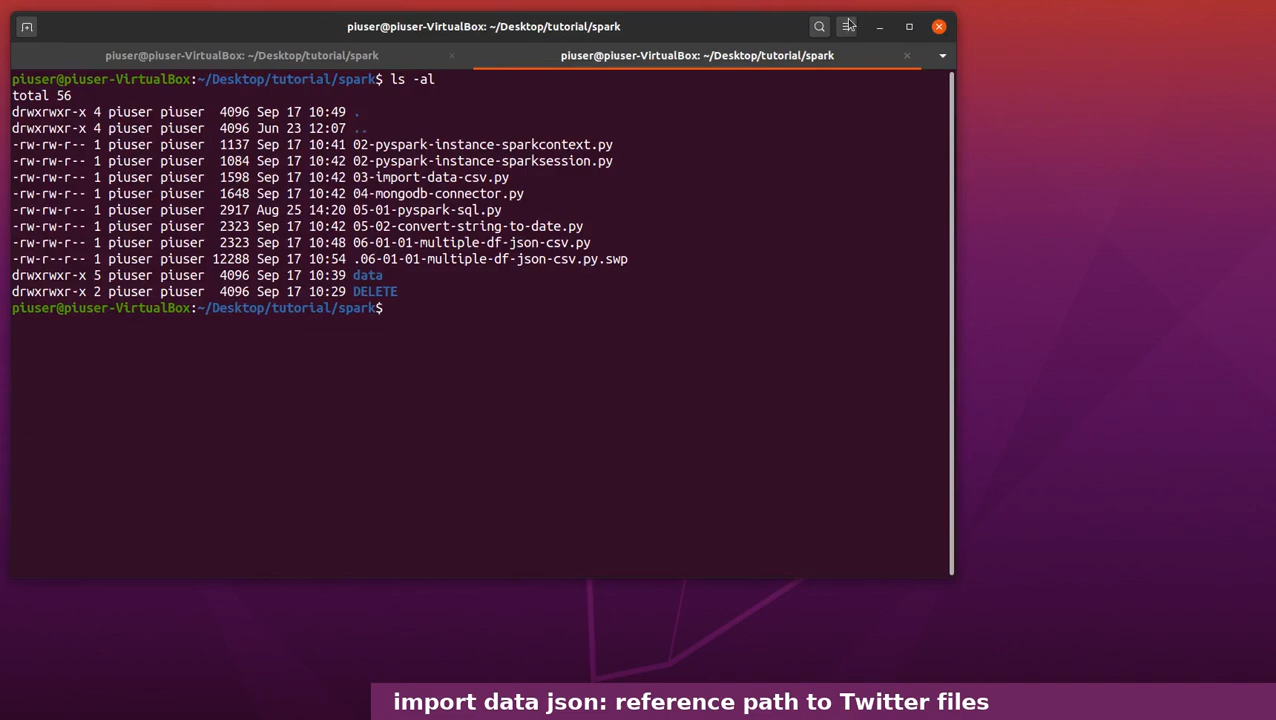 piuser@piuser-VirtualBox: ~/Desktop/tutorial/spark
piuser@piuser-VirtualBox: ~/Desktop/tutorial/spark
piuser@piuser-VirtualBox: ~/Desktop/tutorial/spark
piuser@piuser-VirtualBox:~/Desktop/tutorial/spark$ ls -al
total 56
drwxrwxr-x 4 piuser piuser  4096 Sep 17 10:49 .
drwxrwxr-x 4 piuser piuser  4096 Jun 23 12:07 ..
-rw-rw-r-- 1 piuser piuser  1137 Sep 17 10:41 02-pyspark-instance-sparkcontext.py
-rw-rw-r-- 1 piuser piuser  1084 Sep 17 10:42 02-pyspark-instance-sparksession.py
-rw-rw-r-- 1 piuser piuser  1598 Sep 17 10:42 03-import-data-csv.py
-rw-rw-r-- 1 piuser piuser  1648 Sep 17 10:42 04-mongodb-connector.py
-rw-rw-r-- 1 piuser piuser  2917 Aug 25 14:20 05-01-pyspark-sql.py
-rw-rw-r-- 1 piuser piuser  2323 Sep 17 10:42 05-02-convert-string-to-date.py
-rw-rw-r-- 1 piuser piuser  2323 Sep 17 10:48 06-01-01-multiple-df-json-csv.py
-rw-r--r-- 1 piuser piuser 12288 Sep 17 10:54 .06-01-01-multiple-df-json-csv.py.swp
drwxrwxr-x 5 piuser piuser  4096 Sep 17 10:39 data
drwxrwxr-x 2 piuser piuser  4096 Sep 17 10:29 DELETE
piuser@piuser-VirtualBox:~/Desktop/tutorial/spark$
import data json: reference path to Twitter files